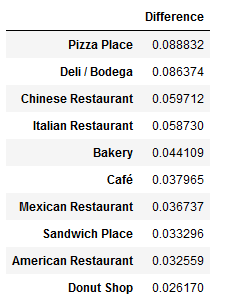 Difference
Pizza Place 0.088832
Deli / Bodega 0.086374
Chinese Restaurant 0.059712
Italian Restaurant 0.058730
Bakery 0.044109
Café 0.037965
Mexican Restaurant 0.036737
Sandwich Place 0.033296
American Restaurant 0.032559
Donut Shop 0.026170